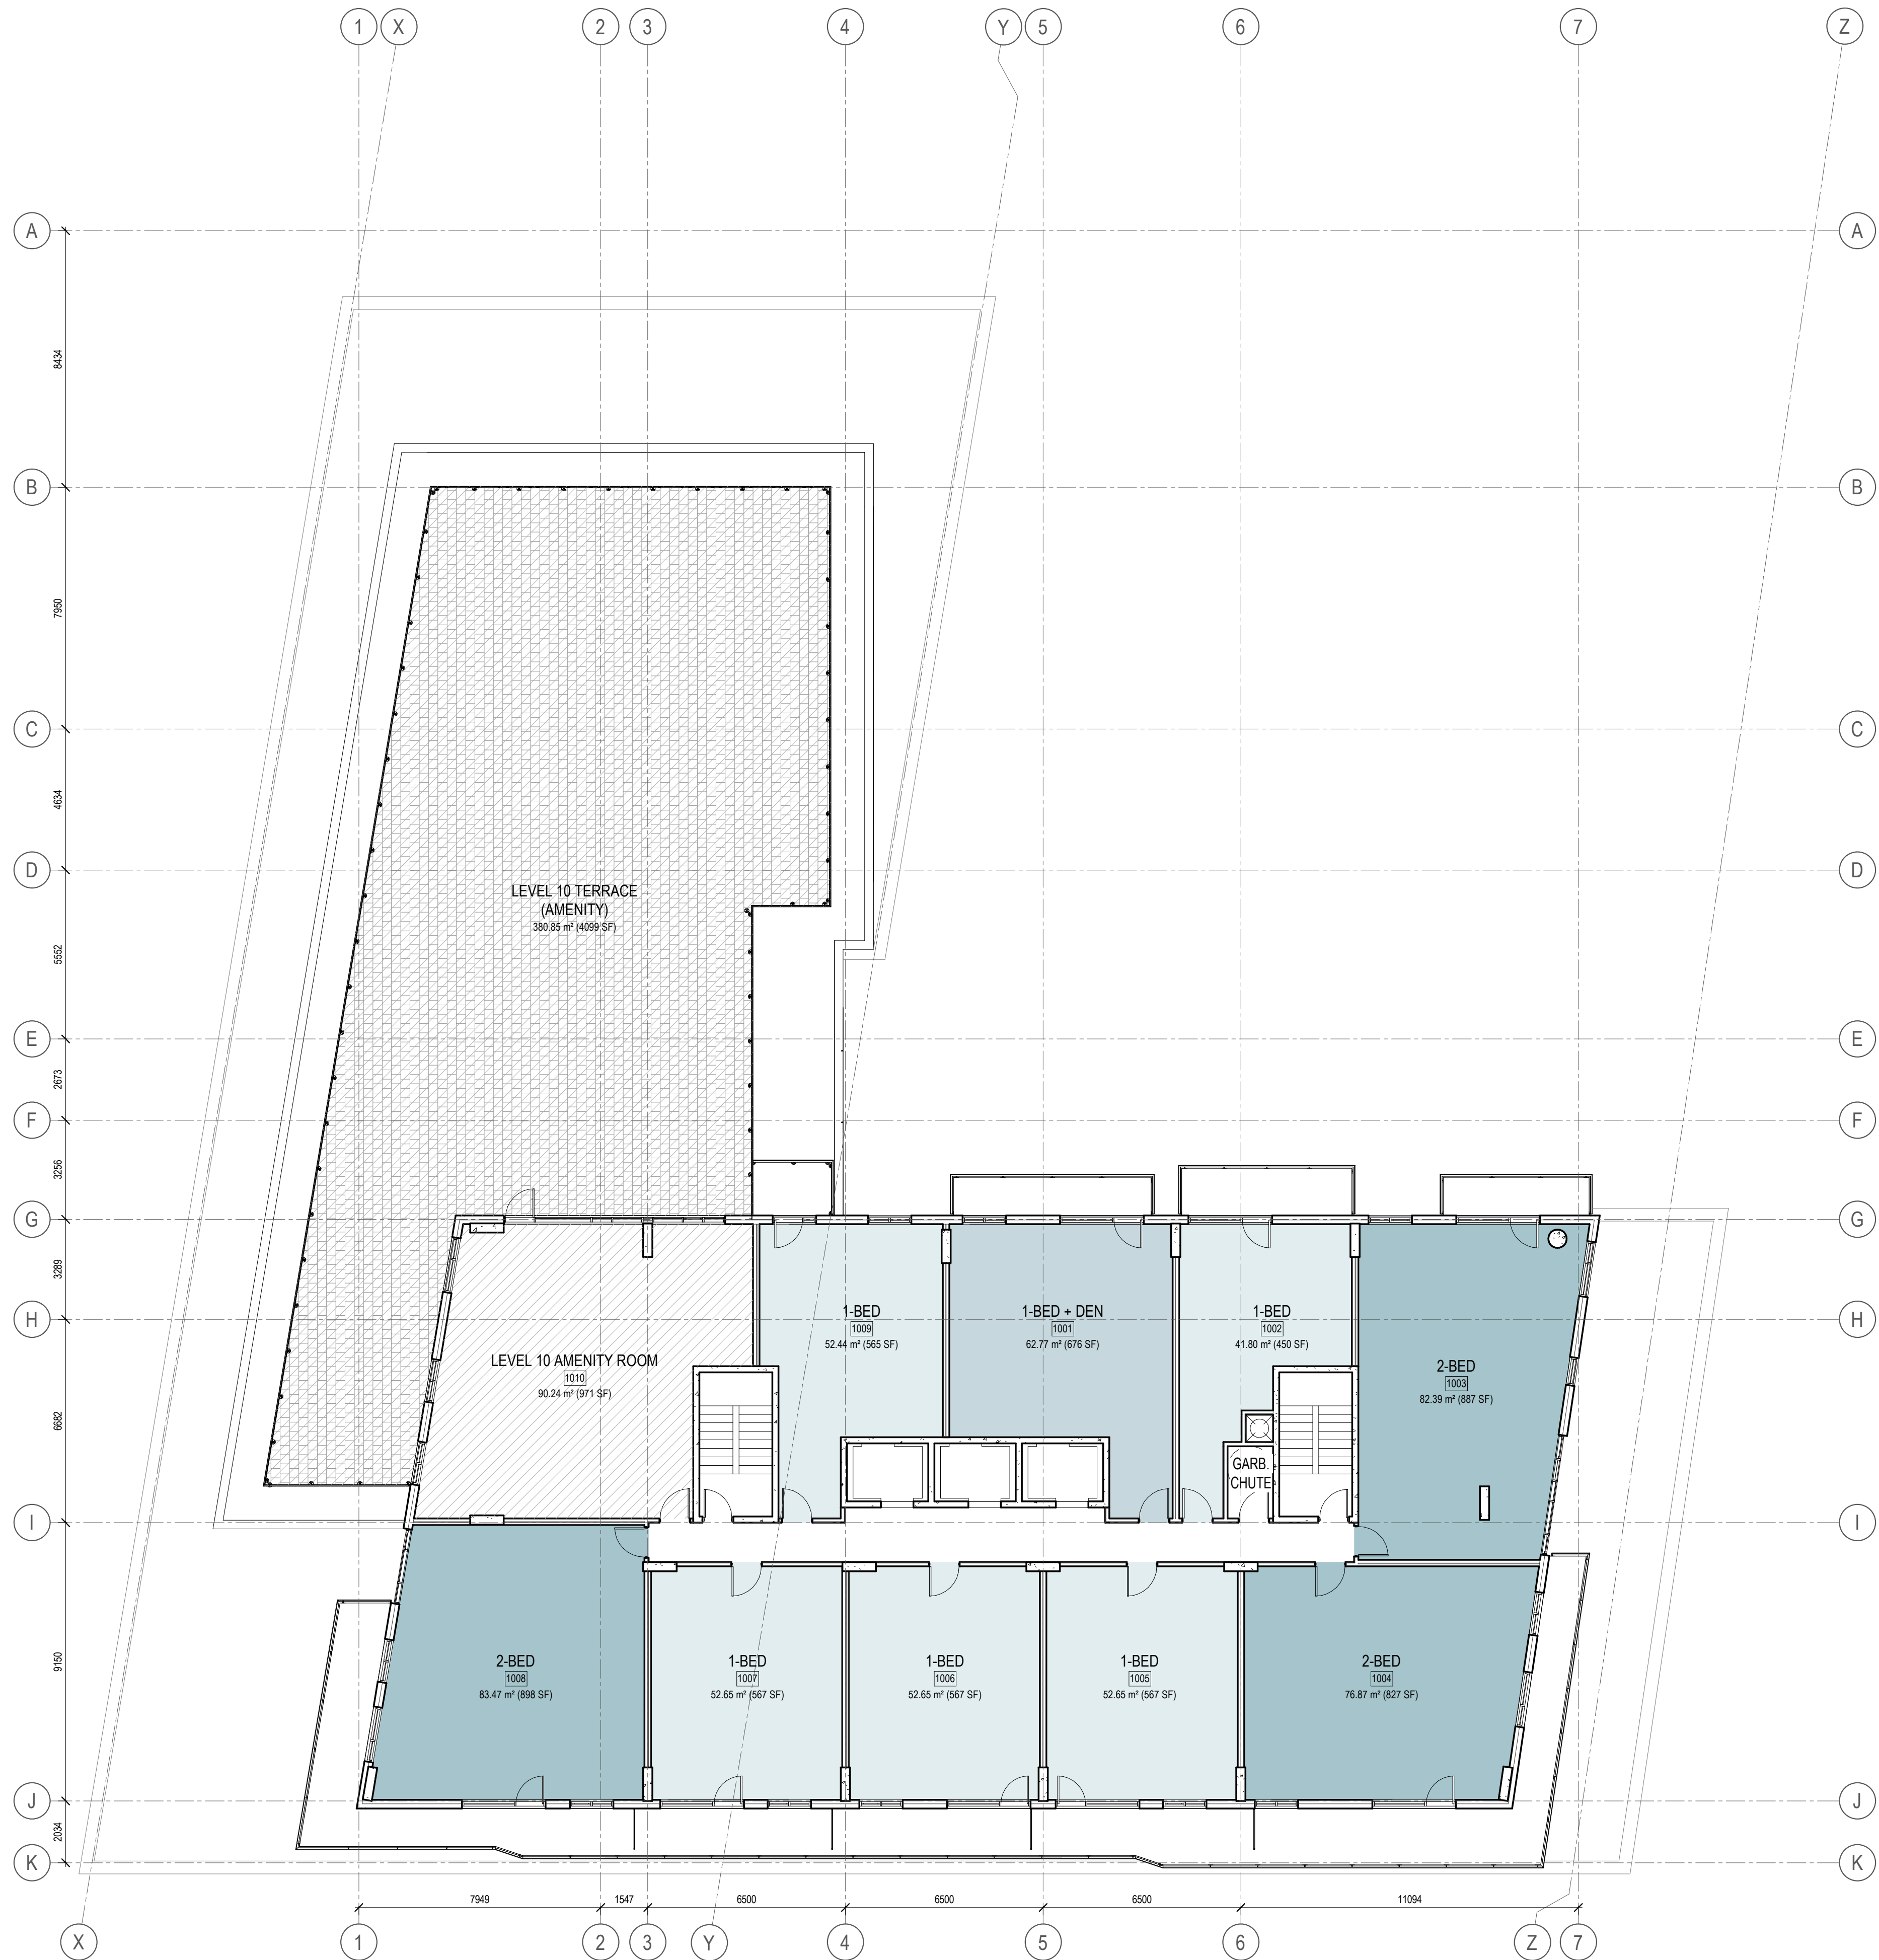 1 X 2 3 4 Y 5 6 7 Z
A A
8434
B B
7950
C C
4634
D D
LEVEL 10 TERRACE
(AMENITY)
380.85 m² (4099 SF)
5552
E E
2673
F F
3256
G G
3289
H H
1-BED
1009
52.44 m² (565 SF)
1-BED + DEN
1001
62.77 m² (676 SF)
1-BED
1002
41.80 m² (450 SF)
LEVEL 10 AMENITY ROOM
1010
90.24 m² (971 SF)
2-BED
1003
82.39 m² (887 SF)
6682
GARB.
CHUTE
I I
9150
2-BED
1008
83.47 m² (898 SF)
1-BED
1007
52.65 m² (567 SF)
1-BED
1006
52.65 m² (567 SF)
1-BED
1005
52.65 m² (567 SF)
2-BED
1004
76.87 m² (827 SF)
J J
2034
K K
7949 1547 6500 6500 6500 11094
X 1 2 3 Y 4 5 6 Z 7